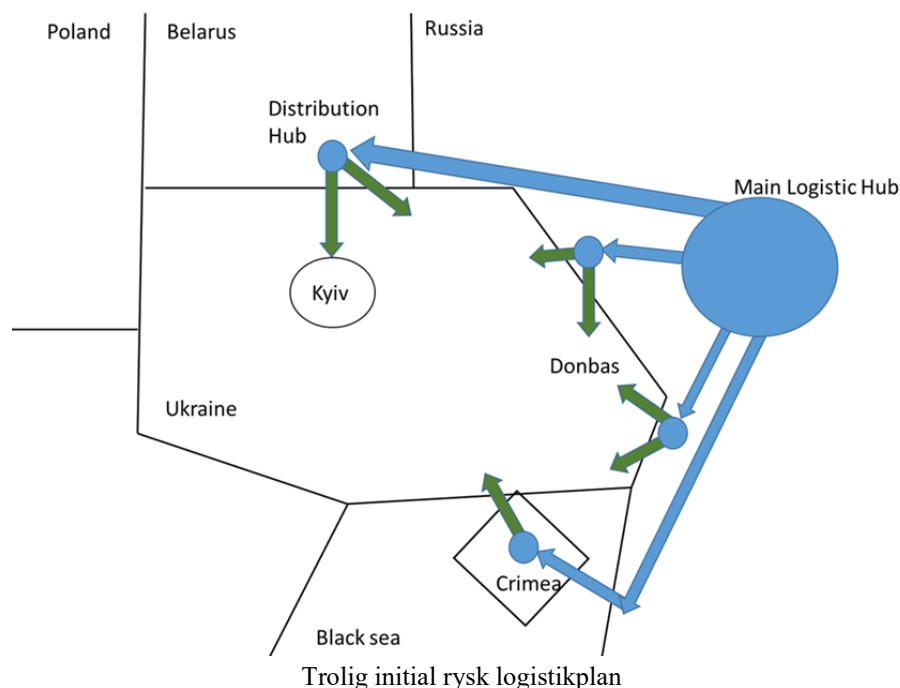 Poland
Belarus
Russia
Distribution
Hub
Main Logistic Hub
Kyiv
Donbas
Ukraine
Crimea
Black sea
Trolig initial rysk logistikplan